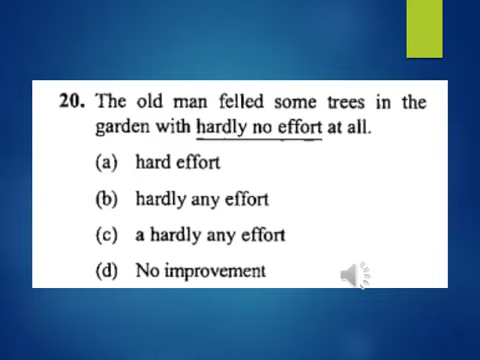 20. The old man felled some trees in the
garden with hardly no effort at all.
(a) hard effort
(b) hardly any effort
(c) a hardly any effort
(d) No improvement